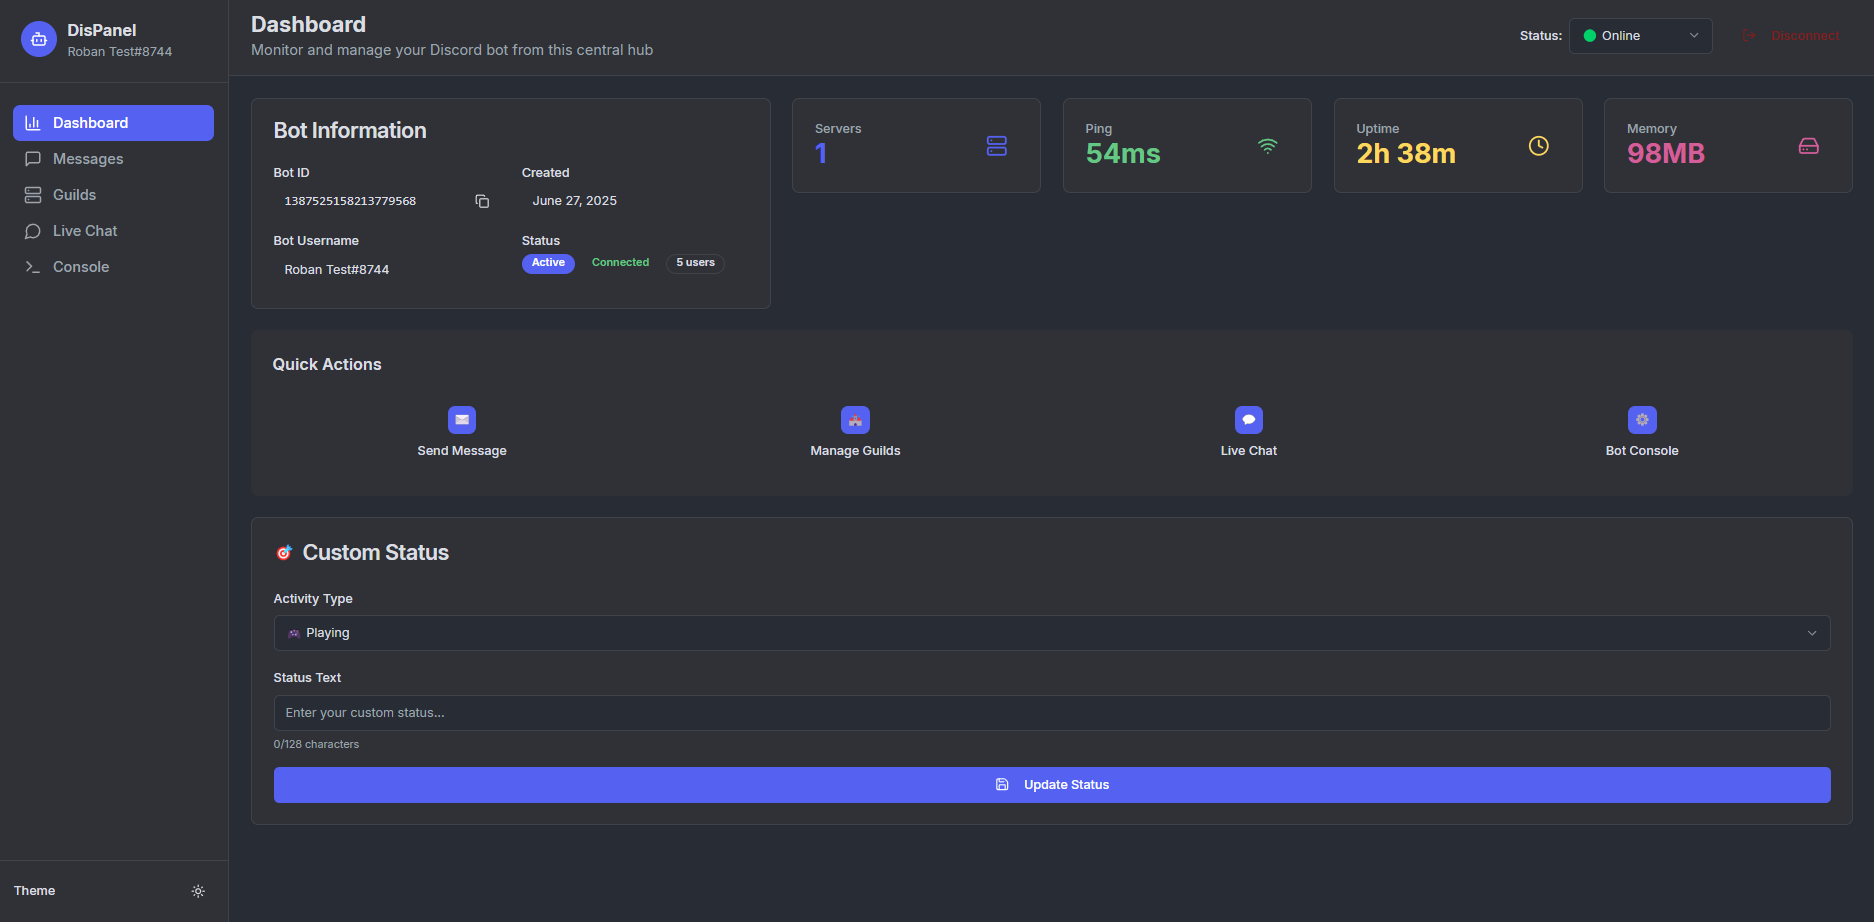 DisPanel
Roban Test#8744
Dashboard
Messages
Guilds
Live Chat
Console
Theme
Dashboard
Monitor and manage your Discord bot from this central hub
Status:
Online
Disconnect
Bot Information
Bot ID
1387525158213779568
Created
June 27, 2025
Bot Username
Roban Test#8744
Status
Active
Connected
5 users
Servers
1
Ping
54ms
Uptime
2h 38m
Memory
98MB
Quick Actions
Send Message
Manage Guilds
Live Chat
Bot Console
Custom Status
Activity Type
Playing
Status Text
Enter your custom status...
0/128 characters
Update Status